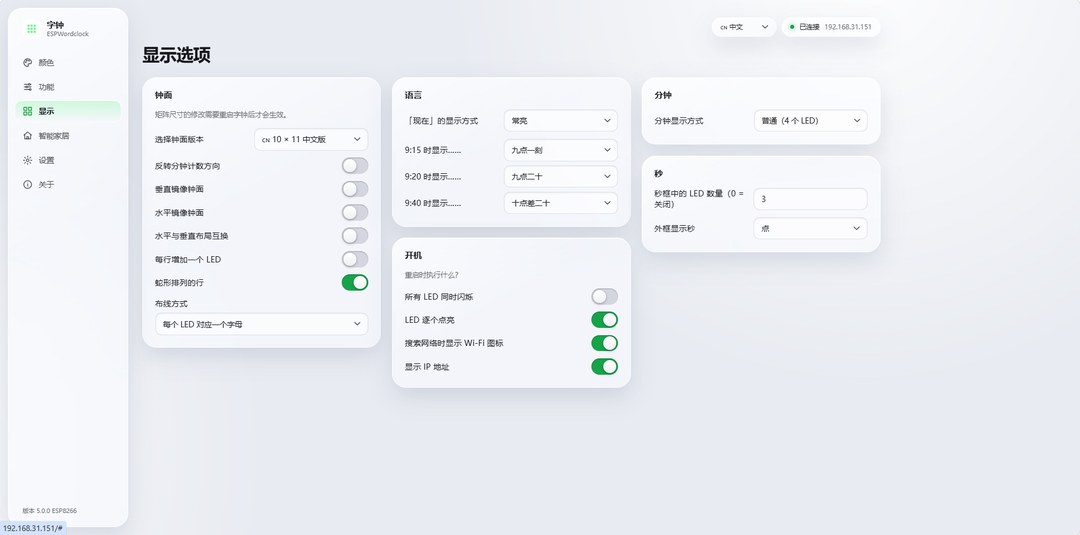 字钟
ESPWordclock
颜色
功能
显示
智能家居
设置
关于
版本 5.0.0 ESP8266
192.168.31.151/#
CN 中文
已连接 192.168.31.151
显示选项
钟面
矩阵尺寸的修改需要重启字钟后才会生效。
选择钟面版本
CN 10 × 11 中文版
反转分钟计数方向
垂直镜像钟面
水平镜像钟面
水平与垂直布局互换
每行增加一个 LED
蛇形排列的行
布线方式
每个 LED 对应一个字母
语言
「现在」的显示方式
常亮
9:15 时显示……
九点一刻
9:20 时显示……
九点二十
9:40 时显示……
十点差二十
开机
重启时执行什么？
所有 LED 同时闪烁
LED 逐个点亮
搜索网络时显示 Wi-Fi 图标
显示 IP 地址
分钟
分钟显示方式
普通（4 个 LED）
秒
秒框中的 LED 数量（0 =
关闭）
3
外框显示秒
点